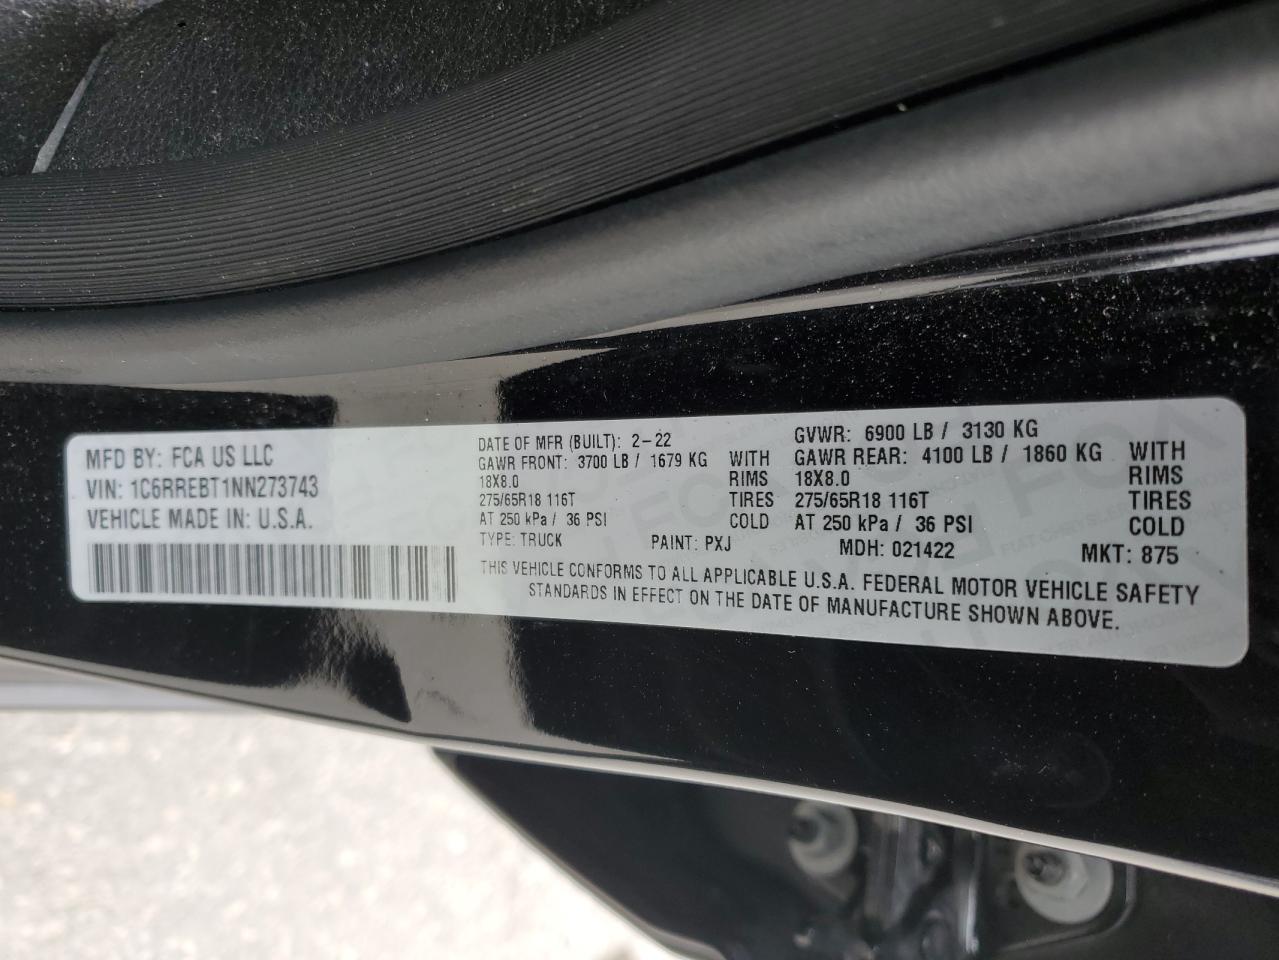 MFD BY: FCA US LLC
VIN: 1C6RREBT1NN273743
VEHICLE MADE IN: U.S.A.
DATE OF MFR (BUILT): 2-22
GAWR FRONT: 3700 LB / 1679 KG WITH
18X8.0 RIMS
275/65R18 116T TIRES
AT 250 kPa / 36 PSI COLD
GVWR: 6900 LB / 3130 KG
GAWR REAR: 4100 LB / 1860 KG WITH
18X8.0 RIMS
275/65R18 116T TIRES
AT 250 kPa / 36 PSI COLD
TYPE: TRUCK PAINT: PXJ MDH: 021422 MKT: 875
THIS VEHICLE CONFORMS TO ALL APPLICABLE U.S.A. FEDERAL MOTOR VEHICLE SAFETY
STANDARDS IN EFFECT ON THE DATE OF MANUFACTURE SHOWN ABOVE.